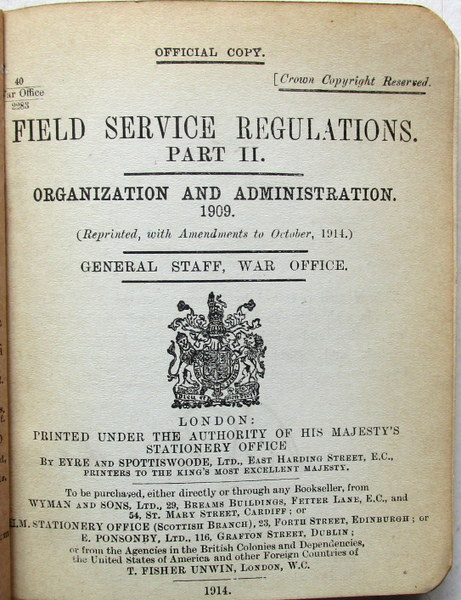 OFFICIAL COPY.
[Crown Copyright Reserved.
40
War Office
2283
FIELD SERVICE REGULATIONS.
PART II.
ORGANIZATION AND ADMINISTRATION.
1909.
(Reprinted, with Amendments to October, 1914.)
GENERAL STAFF, WAR OFFICE.
LONDON:
PRINTED UNDER THE AUTHORITY OF HIS MAJESTY'S
STATIONERY OFFICE
BY EYRE AND SPOTTISWOODE, LTD., EAST HARDING STREET, E.C.,
PRINTERS TO THE KING'S MOST EXCELLENT MAJESTY.
To be purchased, either directly or through any Bookseller, from
WYMAN AND SONS, LTD., 29, BREAMS BUILDINGS, FETTER LANE, E.C., and
54, ST. MARY STREET, CARDIFF; or
H.M. STATIONERY OFFICE (SCOTTISH BRANCH), 23, FORTH STREET, EDINBURGH; or
E. PONSONBY, LTD., 116, GRAFTON STREET, DUBLIN;
or from the Agencies in the British Colonies and Dependencies,
the United States of America and other Foreign Countries of
T. FISHER UNWIN, LONDON, W.C.
1914.